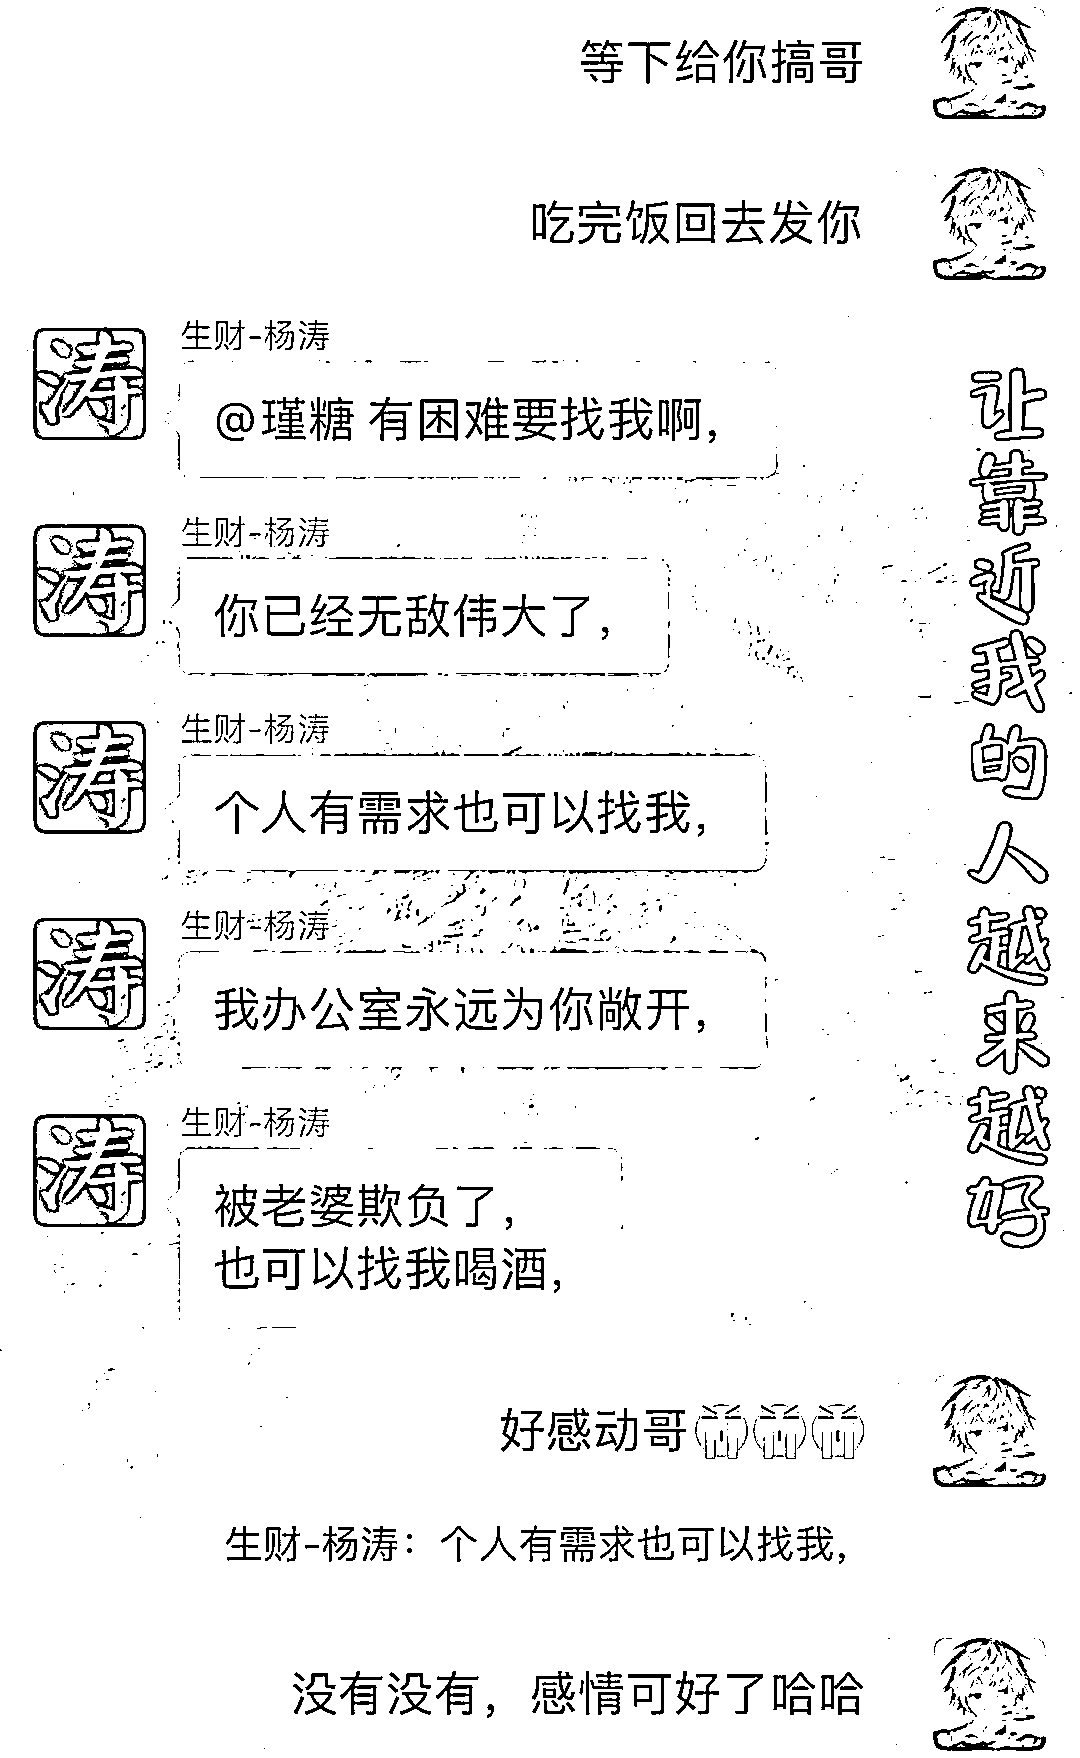 等下给你搞哥
吃完饭回去发你
生财-杨涛
@瑾糖 有困难要找我啊，
生财-杨涛
你已经无敌伟大了，
生财-杨涛
个人有需求也可以找我，
生财-杨涛
我办公室永远为你敞开，
生财-杨涛
被老婆欺负了，
也可以找我喝酒，
好感动哥😭😭😭
生财-杨涛：个人有需求也可以找我，
没有没有，感情可好了哈哈
让靠近我的人越来越好
涛
涛
涛
涛
涛